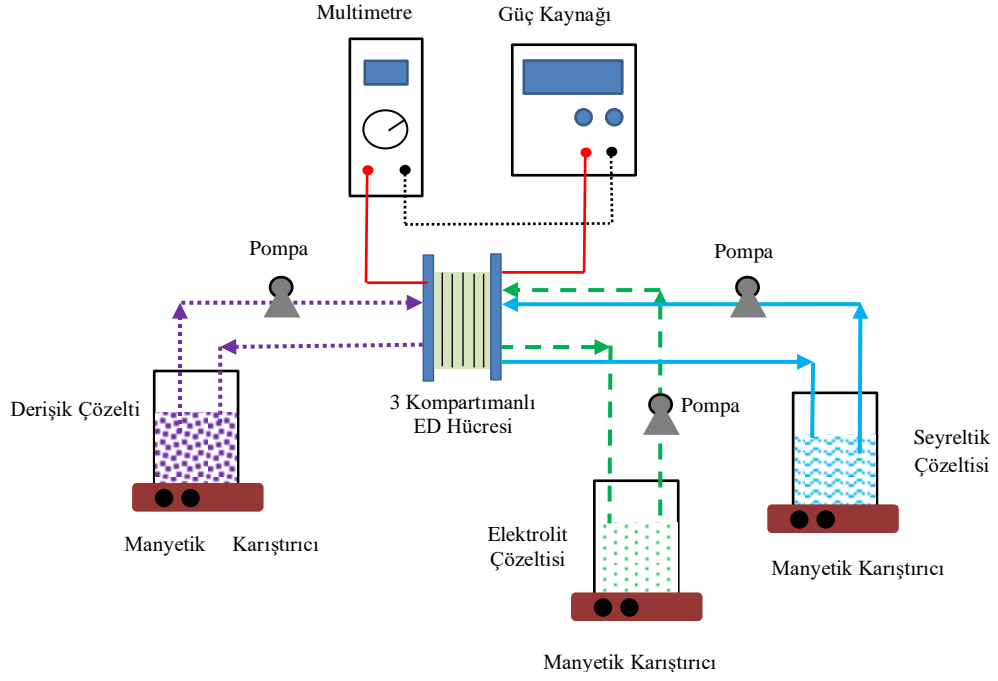 Multimetre
Güç Kaynağı
Pompa
Pompa
Derişik Çözelti
3 Kompartımanlı
ED Hücresi
Pompa
Seyreltik
Çözeltisi
Manyetik Karıştırıcı
Elektrolit
Çözeltisi
Manyetik Karıştırıcı
Manyetik Karıştırıcı